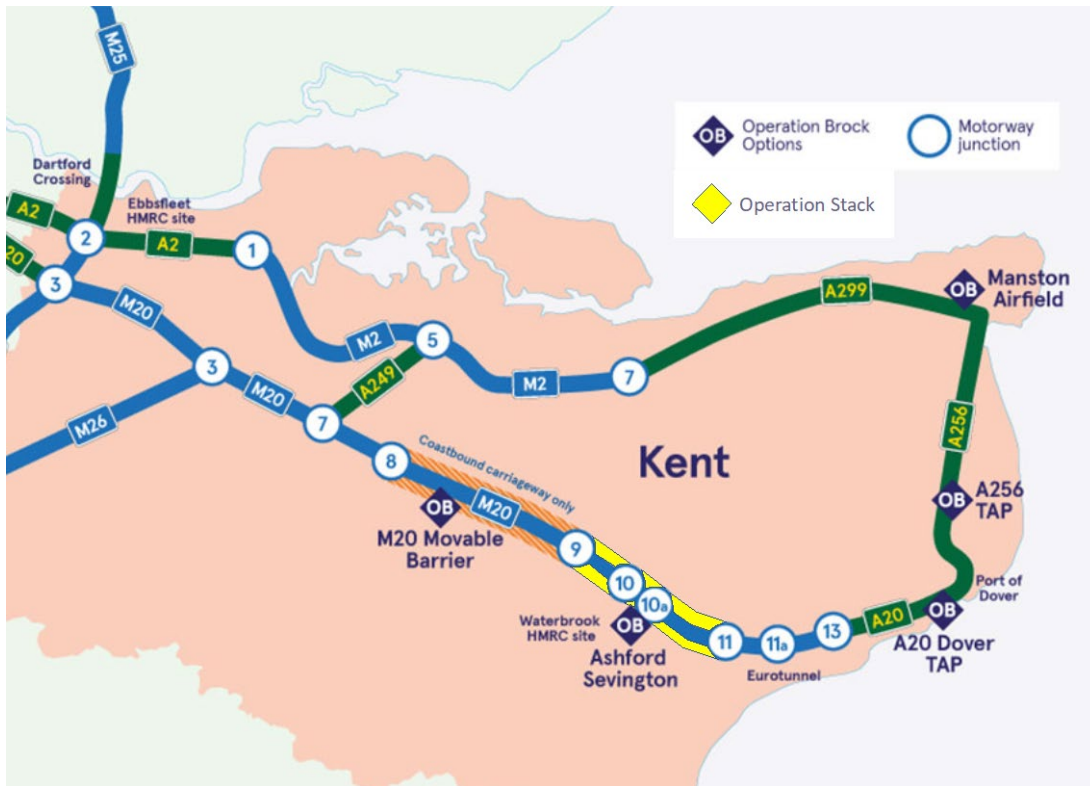 M25
OB
Operation Brock
Options
Motorway
junction
Operation Stack
Dartford
Crossing
A2
Ebbsfleet
HMRC site
2
A2
1
20
3
M20
M2
5
A249
3
M20
7
M26
M2
7
A299
OB
Manston
Airfield
A256
8
Coastbound carriageway only
Kent
OB
M20
M20 Movable
Barrier
9
OB
A256
TAP
10
10a
Waterbrook
HMRC site
OB
Ashford
Sevington
11
11a
13
Eurotunnel
A20
OB
Port of
Dover
A20 Dover
TAP